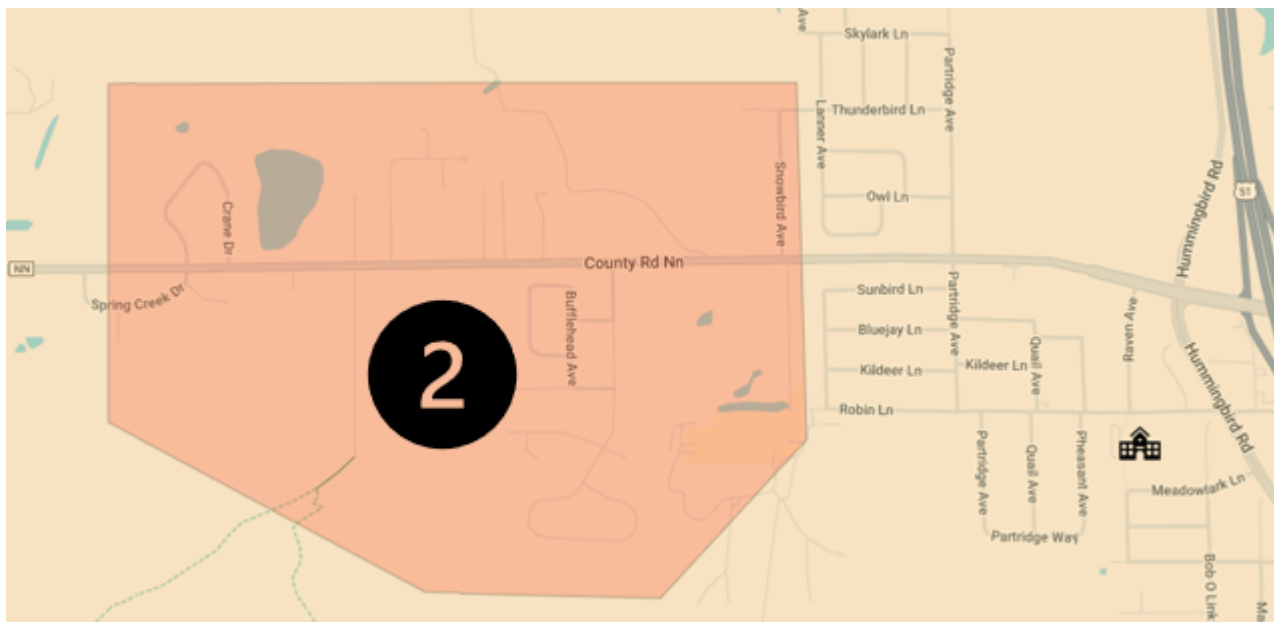 Ave
Skylark Ln
Partridge Ave
Lanner Ave
Thunderbird Ln
Snowbird Ave
Owl Ln
Hummingbird Rd
51
Crane Dr
NN
County Rd Nn
Spring Creek Dr
Bufflehead Ave
Sunbird Ln
Partridge Ave
Bluejay Ln
Raven Ave
Kildeer Ln
Kildeer Ln
Quail Ave
Hummingbird Rd
2
Robin Ln
Partridge Ave
Quail Ave
Pheasant Ave
Meadowlark Ln
Partridge Way
Bob O Link
Ma